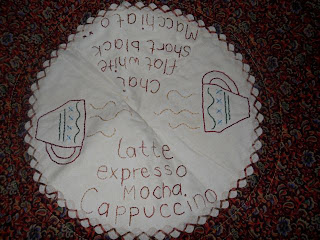 Macchiato
short black
flat white
Chai
latte
expresso
Mocha
Cappuccino